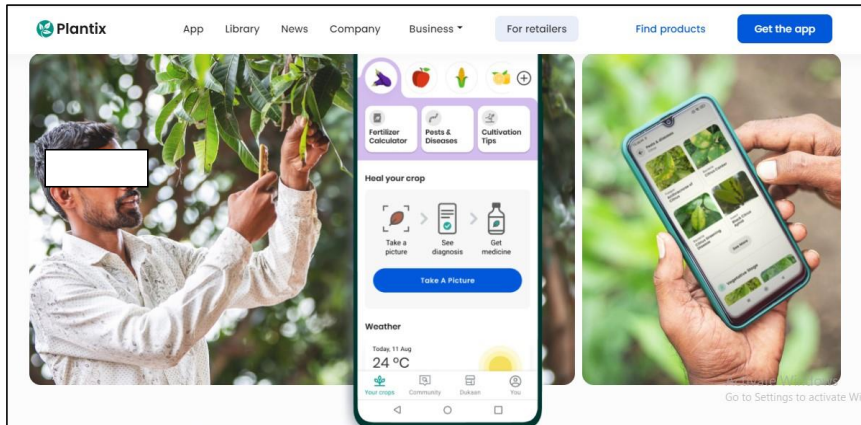 Plantix
App Library News Company Business For retailers Find products Get the app
Fertilizer Calculator
Pests & Diseases
Cultivation Tips
Heal your crop
Take a picture
See diagnosis
Get medicine
Take A Picture
Weather
Today, 11 Aug
24 ºC
Your crops Community Dukaan You
Go to Settings to activate Wi